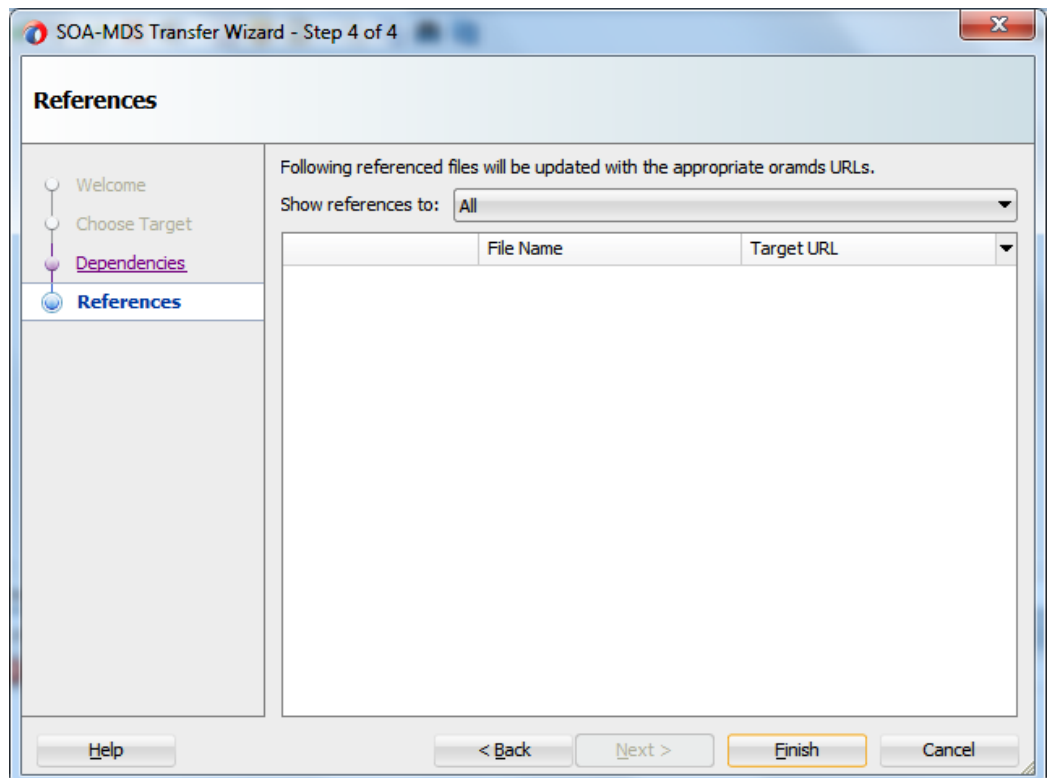 SOA-MDS Transfer Wizard - Step 4 of 4
X
References
Welcome
Choose Target
Dependencies
References
Following referenced files will be updated with the appropriate oramds URLs.
Show references to: All
File Name Target URL
Help < Back Next > Finish Cancel